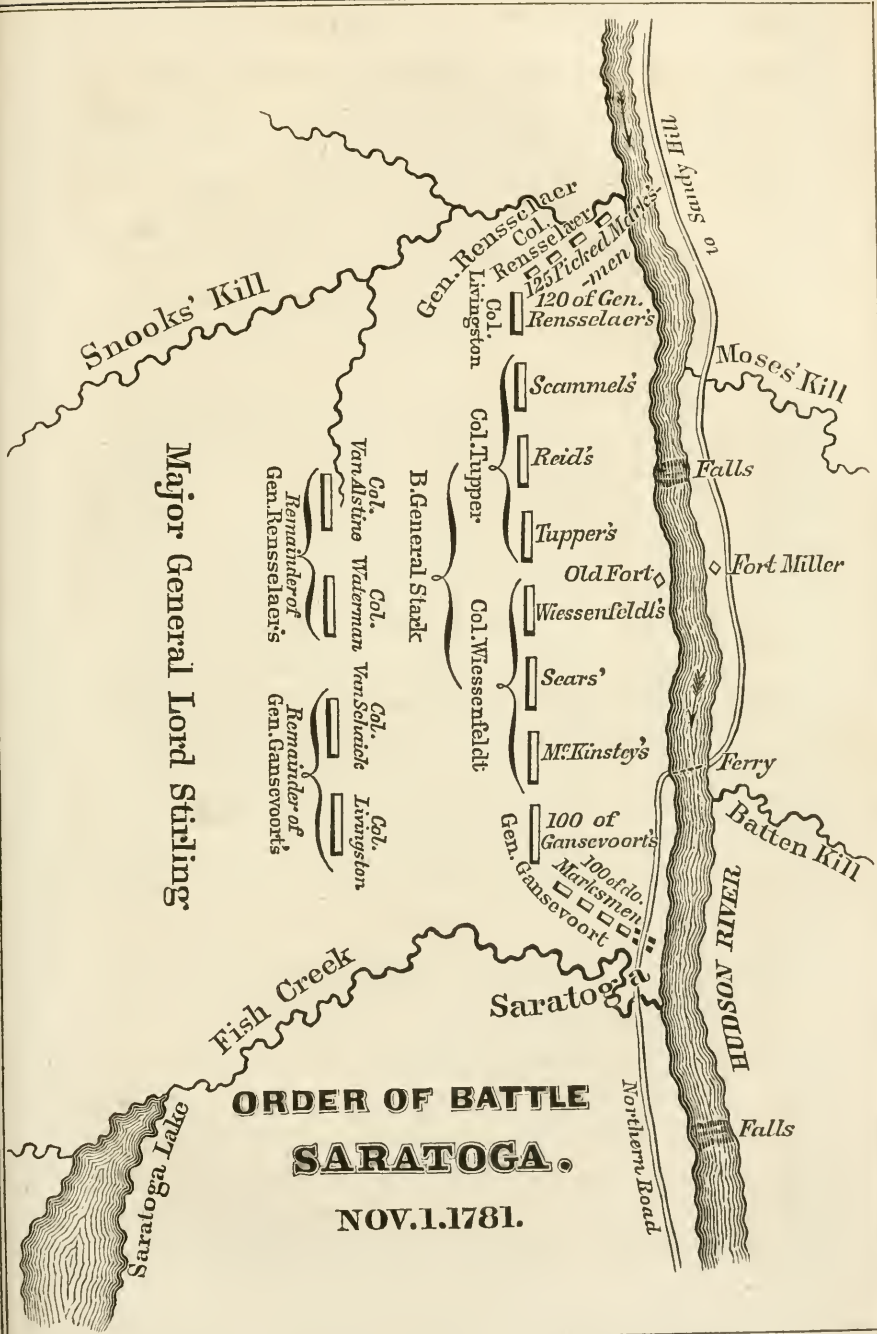 to Sandy Hill
Gen. Rensselaer
Col.
Rensselaer
125 Picked Marks-
-men
Snooks' Kill
Col.
Livingston
120 of Gen.
Rensselaer's
Moses' Kill
Scammel's
Col. Tupper
Reid's
Falls
Tupper's
Old Fort
Fort Miller
B. General Stark
Wiessenfeldt's
Col. Wiessenfeldt
Sears'
Mc. Kinstey's
Ferry
Batten Kill
Col.
Van Alstine
Col.
Waterman
Remainder of
Gen. Rensselaer's
Col.
Van Schaick
Col.
Livingston
Remainder of
Gen. Gansevoort's
Major General Lord Stirling
100 of
Gansevoort's
100 of do.
Marksmen
Gen. Gansevoort
HUDSON RIVER
Saratoga
Fish Creek
Saratoga Lake
Northern Road
Falls
ORDER OF BATTLE
SARATOGA.
NOV. 1. 1781.